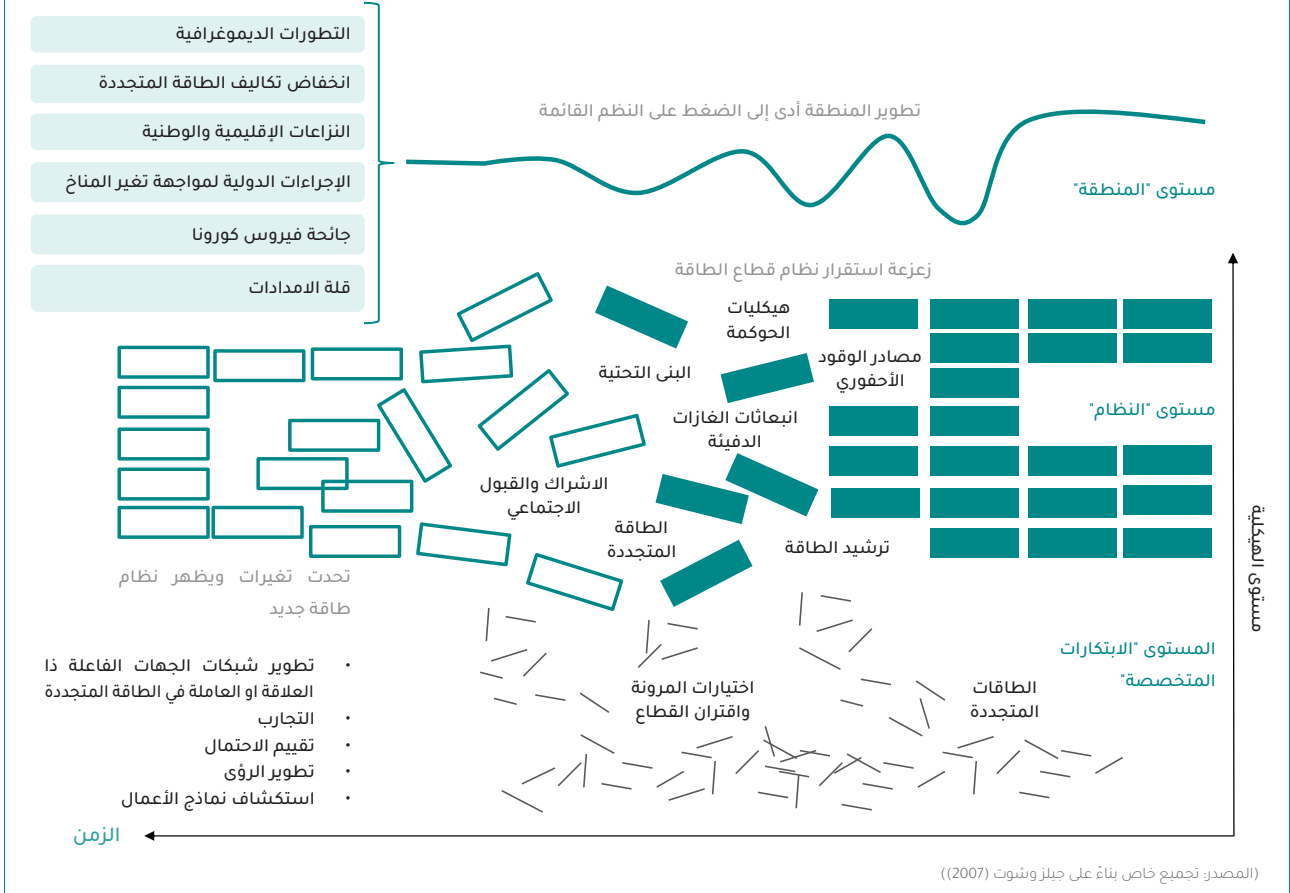 التطورات الديموغرافية
انخفاض تكاليف الطاقة المتجددة
النزاعات الإقليمية والوطنية
الإجراءات الدولية لمواجهة تغير المناخ
جائحة فيروس كورونا
قلة الامدادات
تطوير المنطقة أدى إلى الضغط على النظم القائمة
مستوى "المنطقة"
زعزعة استقرار نظام قطاع الطاقة
هيكليات
الحوكمة
مصادر الوقود
الأحفوري
البنى التحتية
انبعاثات الغازات
الدفيئة
مستوى "النظام"
الاشراك والقبول
الاجتماعي
الطاقة
المتجددة
ترشيد الطاقة
مستوى الهيكلية
تحدث تغيرات ويظهر نظام
طاقة جديد
المستوى "الابتكارات
المتخصصة"
الطاقات
المتجددة
اختيارات المرونة
واقتران القطاع
• تطوير شبكات الجهات الفاعلة ذا
العلاقة او العاملة في الطاقة المتجددة
• التجارب
• تقييم الاحتمال
• تطوير الرؤى
• استكشاف نماذج الأعمال
الزمن
(المصدر: تجميع خاص بناءً على جيلز وشوت (2007))